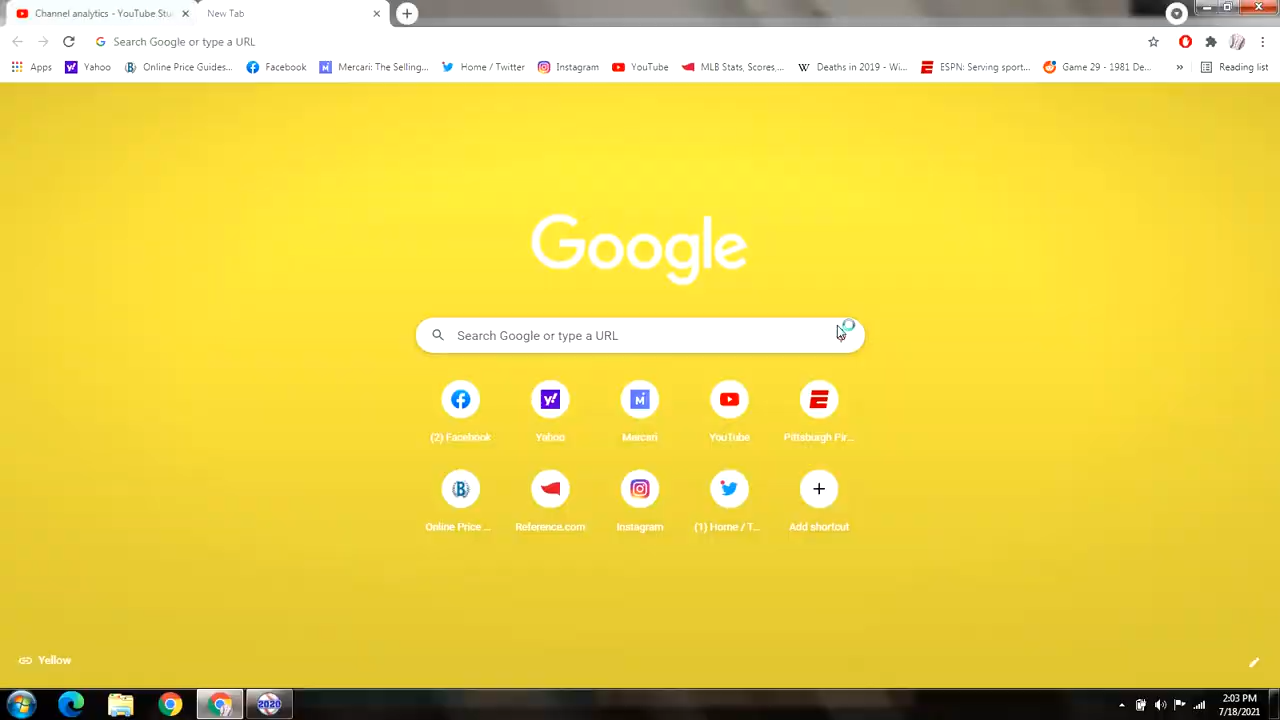 Channel analytics - YouTube Stu
New Tab
Search Google or type a URL
Apps
Yahoo
Online Price Guides...
Facebook
Mercari: The Selling...
Home / Twitter
Instagram
YouTube
MLB Stats, Scores,...
Deaths in 2019 - Wi...
ESPN: Serving sport...
Game 29 - 1981 De...
»
Reading list
Google
Search Google or type a URL
(2) Facebook
Yahoo
Mercari
YouTube
Pittsburgh Pir...
Online Price ...
Reference.com
Instagram
(1) Home / T...
Add shortcut
Yellow
2020
2:03 PM
7/18/2021